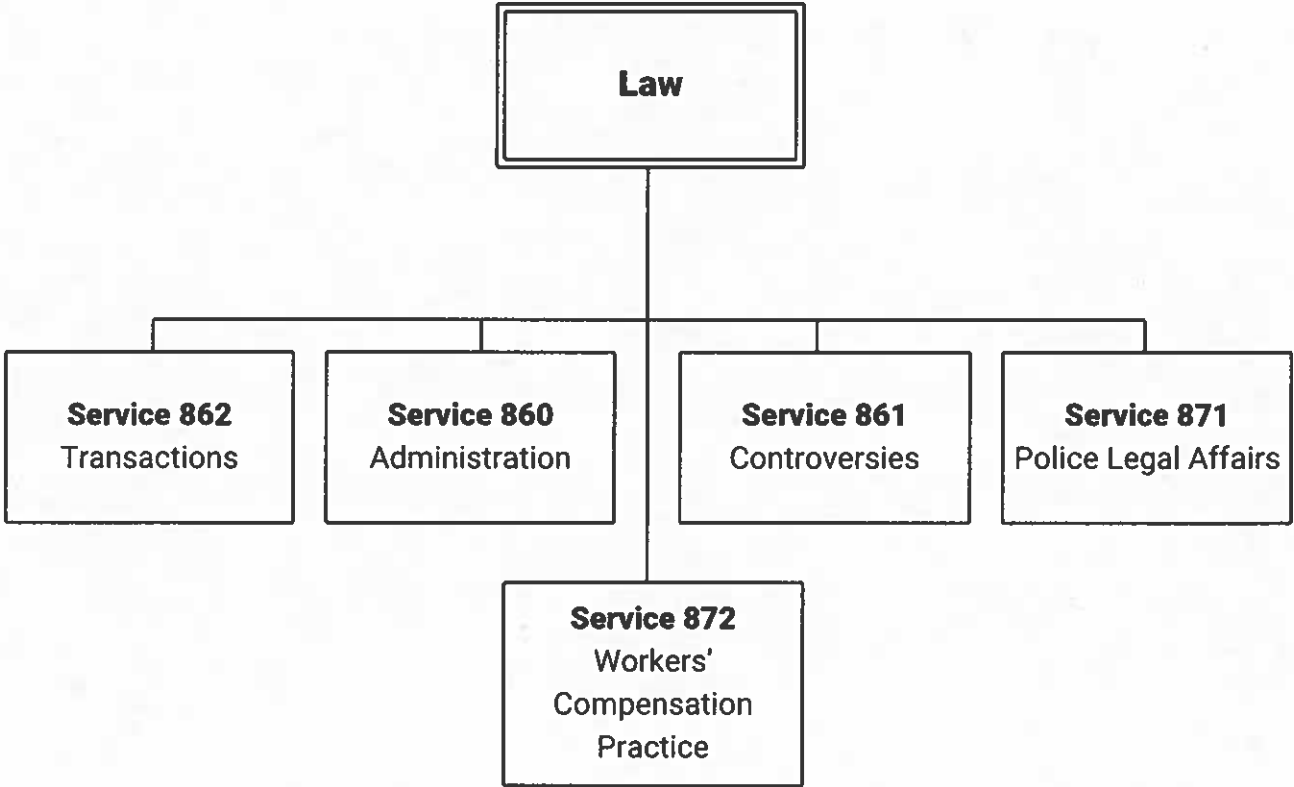 Law
Service 862
Transactions
Service 860
Administration
Service 861
Controversies
Service 871
Police Legal Affairs
Service 872
Workers'
Compensation
Practice